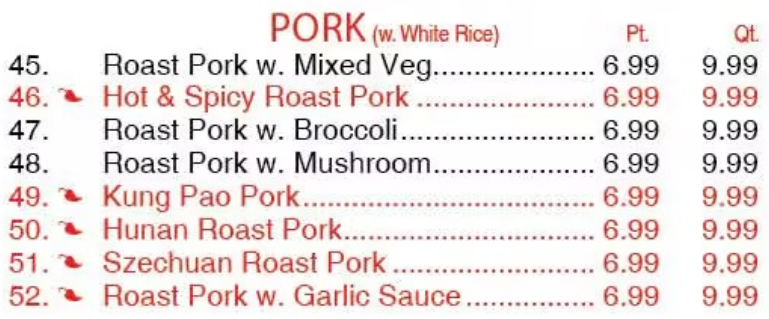 PORK (w. White Rice) Pt. Qt.
45. Roast Pork w. Mixed Veg..................... 6.99 9.99
46. Hot & Spicy Roast Pork ...................... 6.99 9.99
47. Roast Pork w. Broccoli........................ 6.99 9.99
48. Roast Pork w. Mushroom.................... 6.99 9.99
49. Kung Pao Pork.................................... 6.99 9.99
50. Hunan Roast Pork............................... 6.99 9.99
51. Szechuan Roast Pork ......................... 6.99 9.99
52. Roast Pork w. Garlic Sauce................ 6.99 9.99